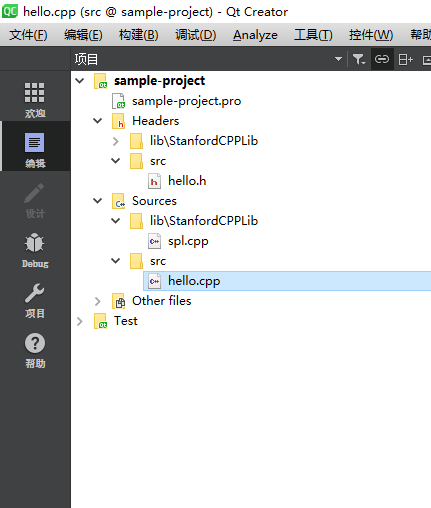 QC hello.cpp (src @ sample-project) - Qt Creator
文件(F) 编辑(E) 构建(B) 调试(D) Analyze 工具(T) 控件(W) 帮助
项目
欢迎
编辑
设计
Debug
项目
帮助
sample-project
sample-project.pro
Headers
lib\StanfordCPPLib
src
hello.h
Sources
lib\StanfordCPPLib
spl.cpp
src
hello.cpp
Other files
Test